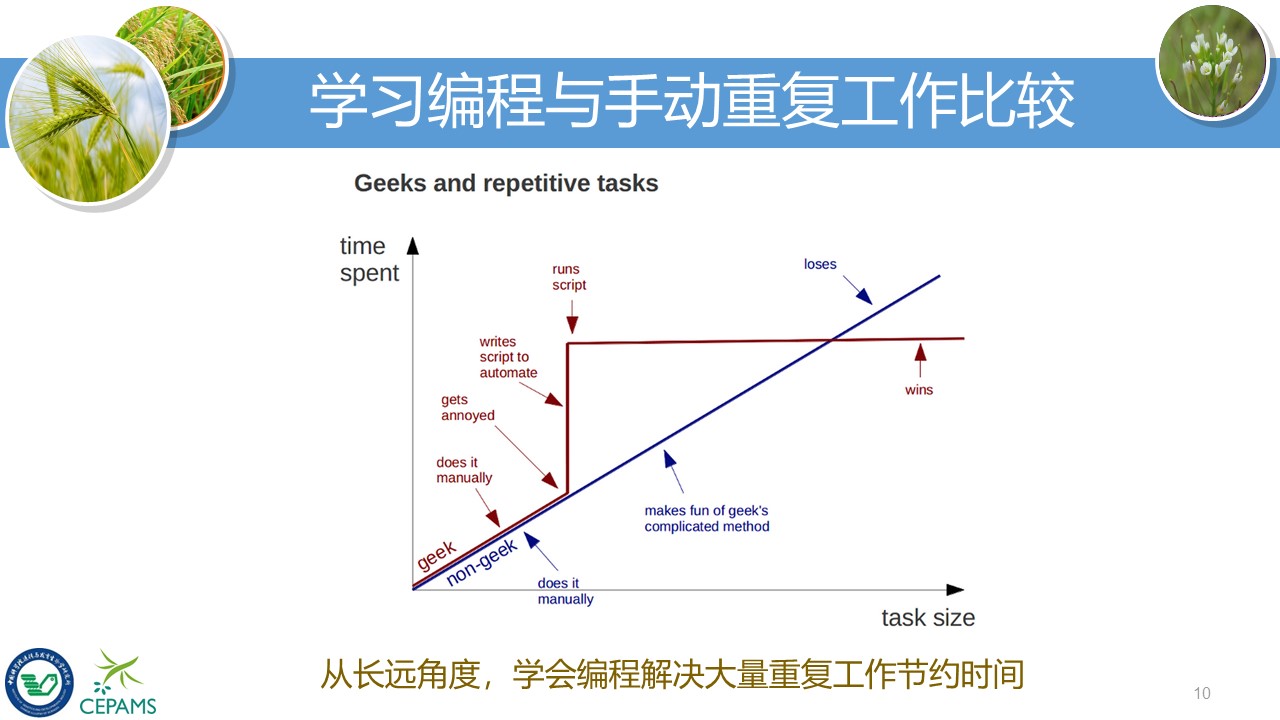 学习编程与手动重复工作比较
Geeks and repetitive tasks
time
spent
runs
script
loses
writes
script to
automate
gets
annoyed
wins
does it
manually
makes fun of geek's
complicated method
geek
non-geek
does it
manually
task size
从长远角度，学会编程解决大量重复工作节约时间
CEPAMS
10